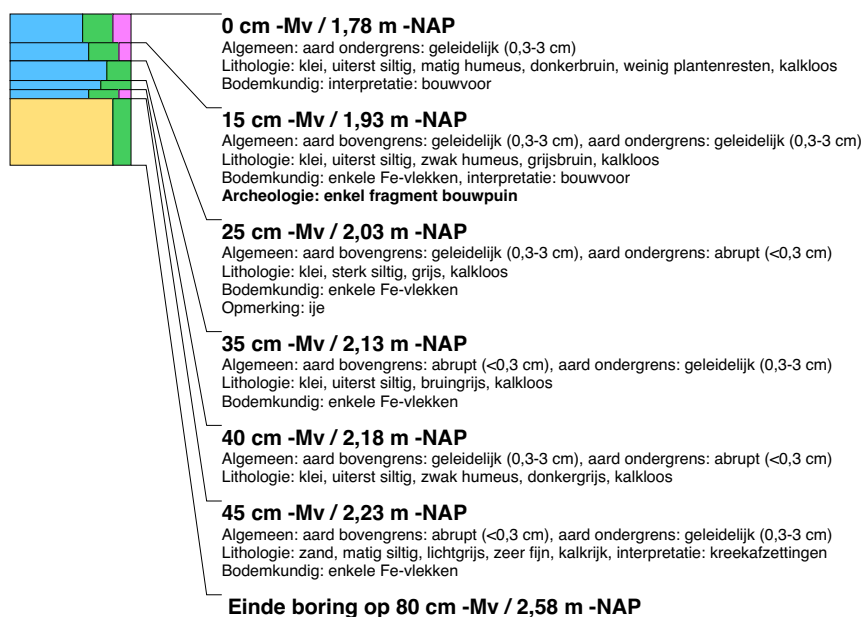 0 cm -Mv / 1,78 m -NAP
Algemeen: aard ondergrens: geleidelijk (0,3-3 cm)
Lithologie: klei, uiterst siltig, matig humeus, donkerbruin, weinig plantenresten, kalkloos
Bodemkundig: interpretatie: bouwvoor
15 cm -Mv / 1,93 m -NAP
Algemeen: aard bovengrens: geleidelijk (0,3-3 cm), aard ondergrens: geleidelijk (0,3-3 cm)
Lithologie: klei, uiterst siltig, zwak humeus, grijsbruin, kalkloos
Bodemkundig: enkele Fe-vlekken, interpretatie: bouwvoor
Archeologie: enkel fragment bouwpuin
25 cm -Mv / 2,03 m -NAP
Algemeen: aard bovengrens: geleidelijk (0,3-3 cm), aard ondergrens: abrupt (<0,3 cm)
Lithologie: klei, sterk siltig, grijs, kalkloos
Bodemkundig: enkele Fe-vlekken
Opmerking: ije
35 cm -Mv / 2,13 m -NAP
Algemeen: aard bovengrens: abrupt (<0,3 cm), aard ondergrens: geleidelijk (0,3-3 cm)
Lithologie: klei, uiterst siltig, bruingrijs, kalkloos
Bodemkundig: enkele Fe-vlekken
40 cm -Mv / 2,18 m -NAP
Algemeen: aard bovengrens: geleidelijk (0,3-3 cm), aard ondergrens: abrupt (<0,3 cm)
Lithologie: klei, uiterst siltig, zwak humeus, donkergrijs, kalkloos
45 cm -Mv / 2,23 m -NAP
Algemeen: aard bovengrens: abrupt (<0,3 cm), aard ondergrens: geleidelijk (0,3-3 cm)
Lithologie: zand, matig siltig, lichtgrijs, zeer fijn, kalkrijk, interpretatie: kreekafzettingen
Bodemkundig: enkele Fe-vlekken
Einde boring op 80 cm -Mv / 2,58 m -NAP